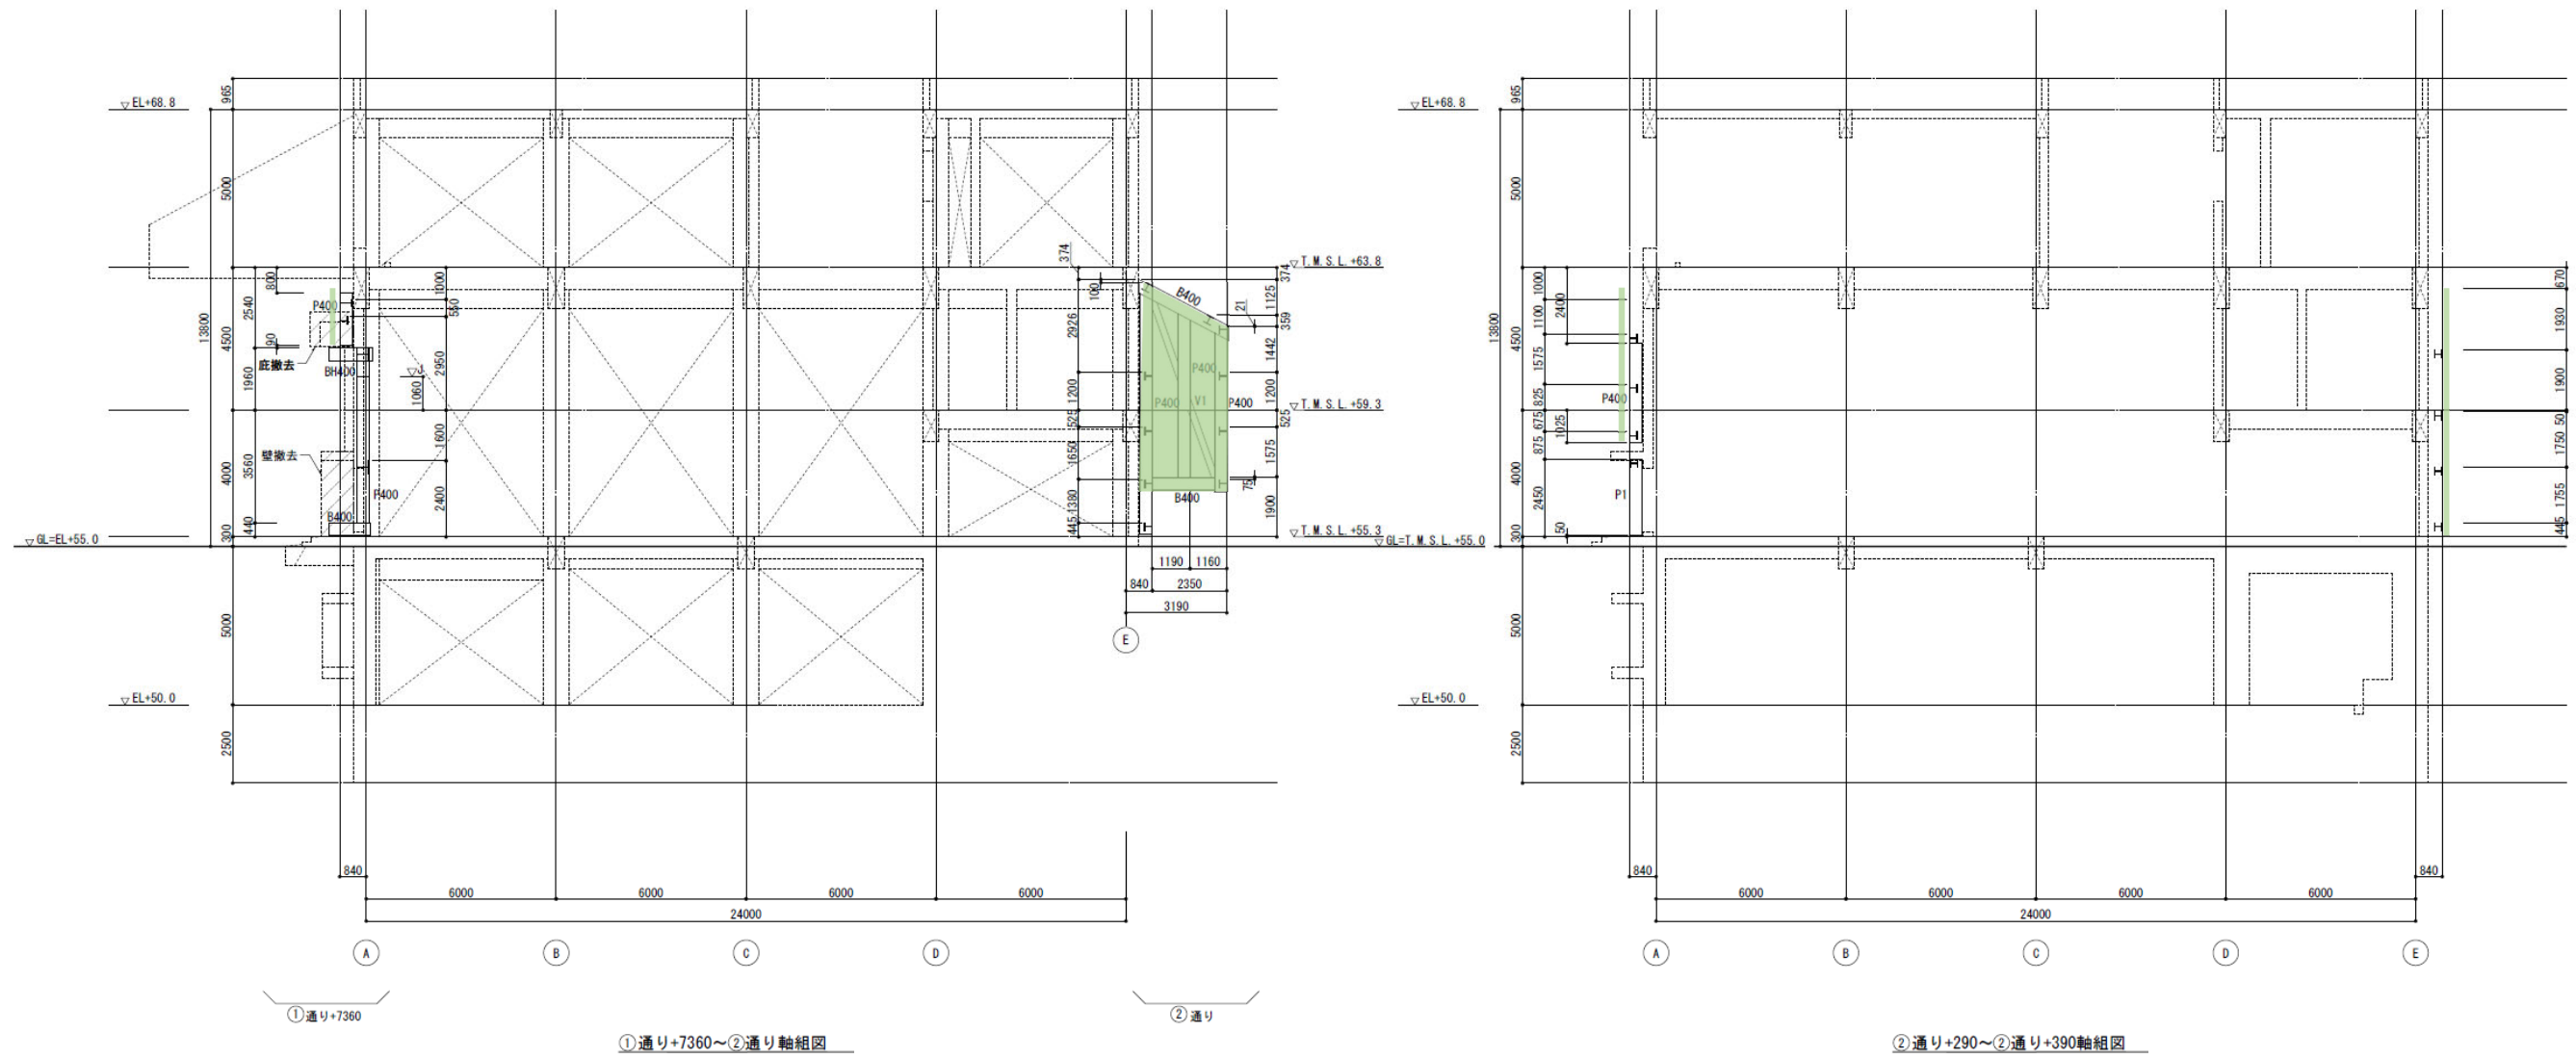 965
▽EL+68.8
5000
13800
800
2540
4500
90
1960
3560
4000
440
300
▽GL=EL+55.0
5000
▽EL+50.0
2500
P400
庇撤去
BH400
壁撤去
P400
B400
1000
550
2950
▽J
1060
1600
2400
374
100
2926
1200
525
1650
1380
445
B400
21
P400
P400
V1
P400
B400
▽T.M.S.L.+63.8
374
1125
359
1442
1200
▽T.M.S.L.+59.3
525
1575
75
1900
▽T.M.S.L.+55.3
▽GL=T.M.S.L.+55.0
1190
1160
840
2350
3190
E
840
6000
6000
6000
6000
24000
A
B
C
D
①通り+7360
②通り
①通り+7360～②通り軸組図
965
▽EL+68.8
5000
13800
1000
2400
1100
4500
1575
P400
825
675
1025
875
4000
P1
2450
50
300
5000
▽EL+50.0
2500
670
1930
1900
50
1750
1755
445
840
840
6000
6000
6000
6000
24000
A
B
C
D
E
②通り+290～②通り+390軸組図